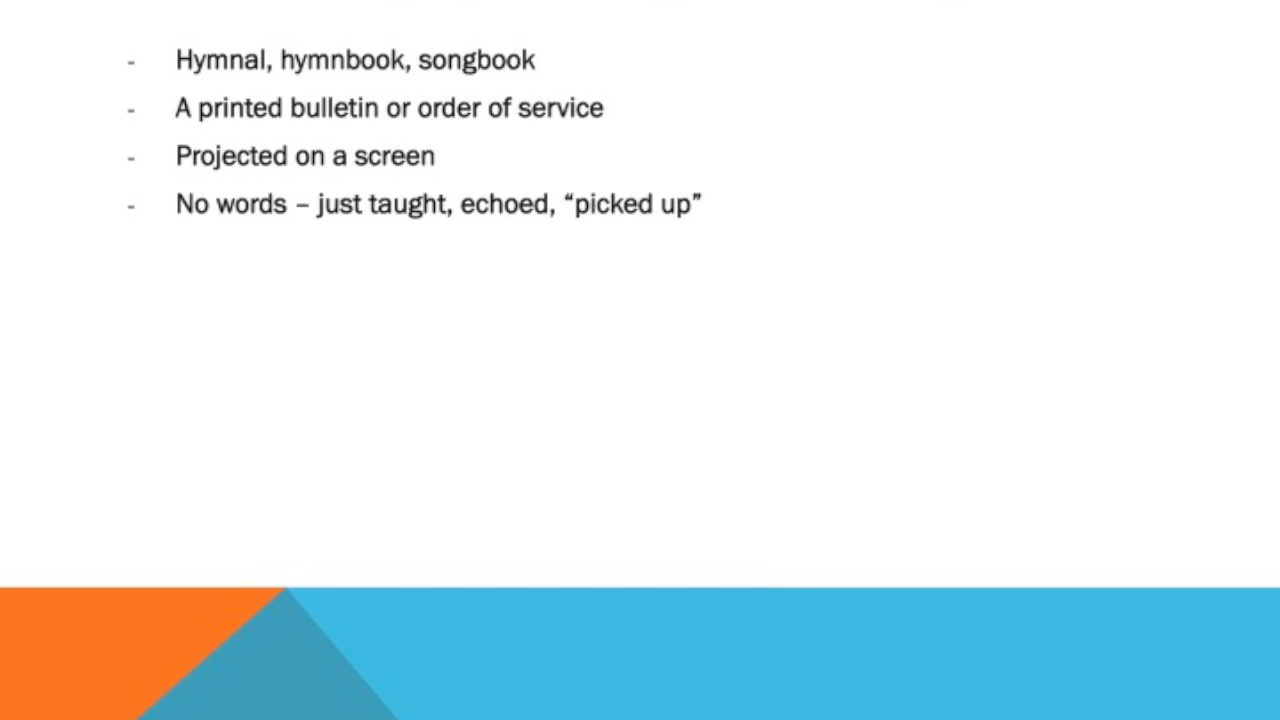 - Hymnal, hymnbook, songbook
- A printed bulletin or order of service
- Projected on a screen
- No words – just taught, echoed, “picked up”